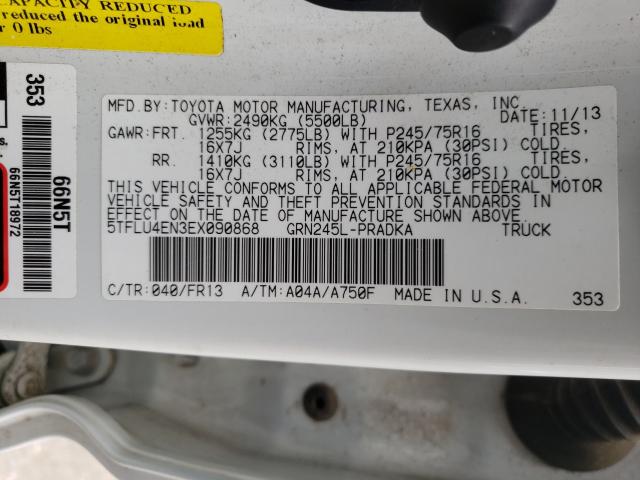 CAPACITY REDUCED
reduced the original load
r 0 lbs
353
66N5T
66N5T18972
MFD.BY:TOYOTA MOTOR MANUFACTURING, TEXAS, INC.
GVWR:2490KG (5500LB) DATE:11/13
GAWR:FRT. 1255KG (2775LB) WITH P245/75R16 TIRES,
16X7J RIMS, AT 210KPA (30PSI) COLD.
RR. 1410KG (3110LB) WITH P245/75R16 TIRES,
16X7J RIMS, AT 210KPA (30PSI) COLD.
THIS VEHICLE CONFORMS TO ALL APPLICABLE FEDERAL MOTOR
VEHICLE SAFETY AND THEFT PREVENTION STANDARDS IN
EFFECT ON THE DATE OF MANUFACTURE SHOWN ABOVE.
5TFLU4EN3EX090868 GRN245L-PRADKA TRUCK
C/TR:040/FR13 A/TM:A04A/A750F MADE IN U.S.A. 353